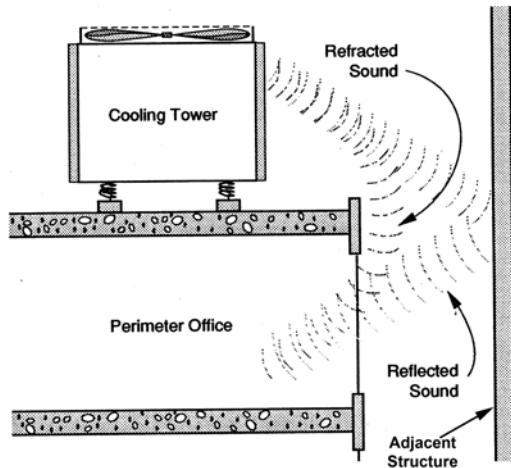 Refracted
Sound
Cooling Tower
Perimeter Office
Reflected
Sound
Adjacent
Structure